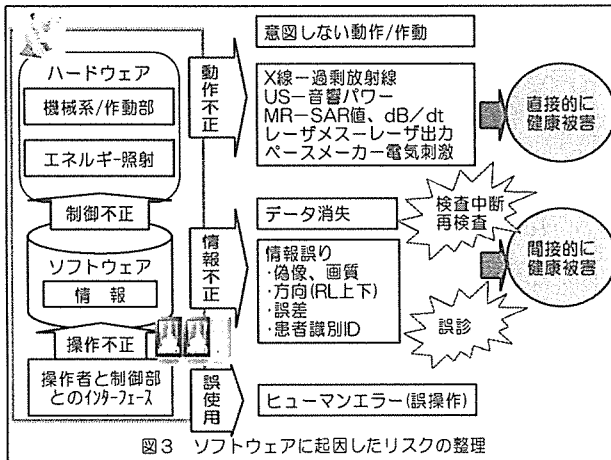 ハードウェア
機械系/作動部
エネルギー照射
制御不正
ソフトウェア
情 報
操作不正
操作者と制御部
とのインターフェース
動作不正
意図しない動作/作動
X線ー過剰放射線
US－音響パワー
MR－SAR値、dB／dt
レーザメスーレーザ出力
ペースメーカー電気刺激
直接的に
健康被害
情報不正
データ消失
検査中断
再検査
情報誤り
・偽像、画質
・方向(RL上下)
・誤差
・患者識別ID
誤診
間接的に
健康被害
誤使用
ヒューマンエラー(誤操作)
図3 ソフトウェアに起因したリスクの整理